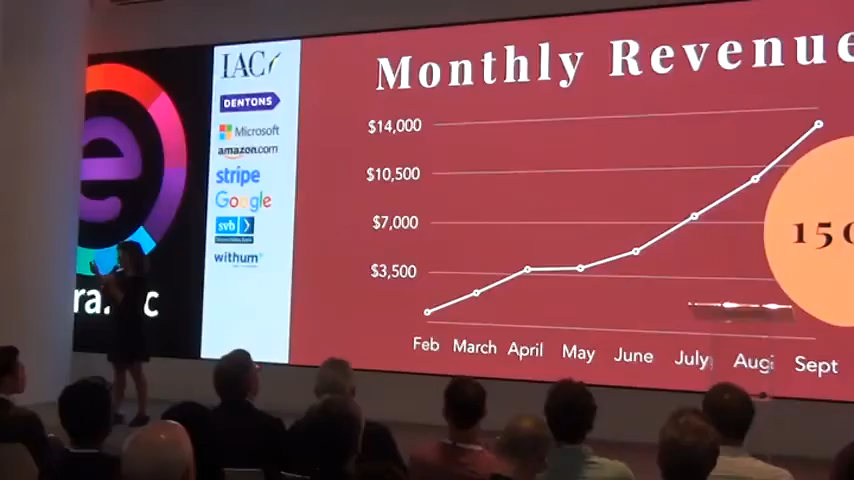 e
IAC
DENTONS
Microsoft
amazon.com
stripe
Google
svb
withum
Monthly Revenue
$14,000
$10,500
$7,000
$3,500
Feb March April May June July Aug Sept
150